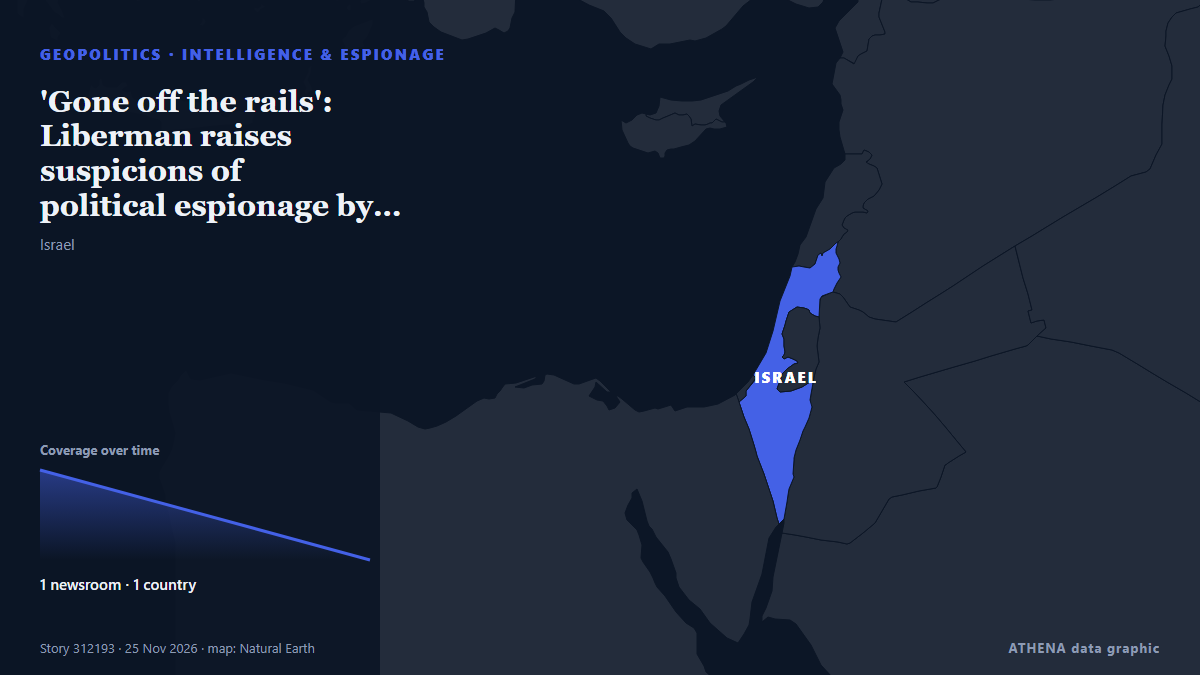 GEOPOLITICS · INTELLIGENCE & ESPIONAGE
'Gone off the rails':
Liberman raises
suspicions of
political espionage by...
Israel
ISRAEL
Coverage over time
1 newsroom · 1 country
Story 312193 · 25 Nov 2026 · map: Natural Earth
ATHENA data graphic